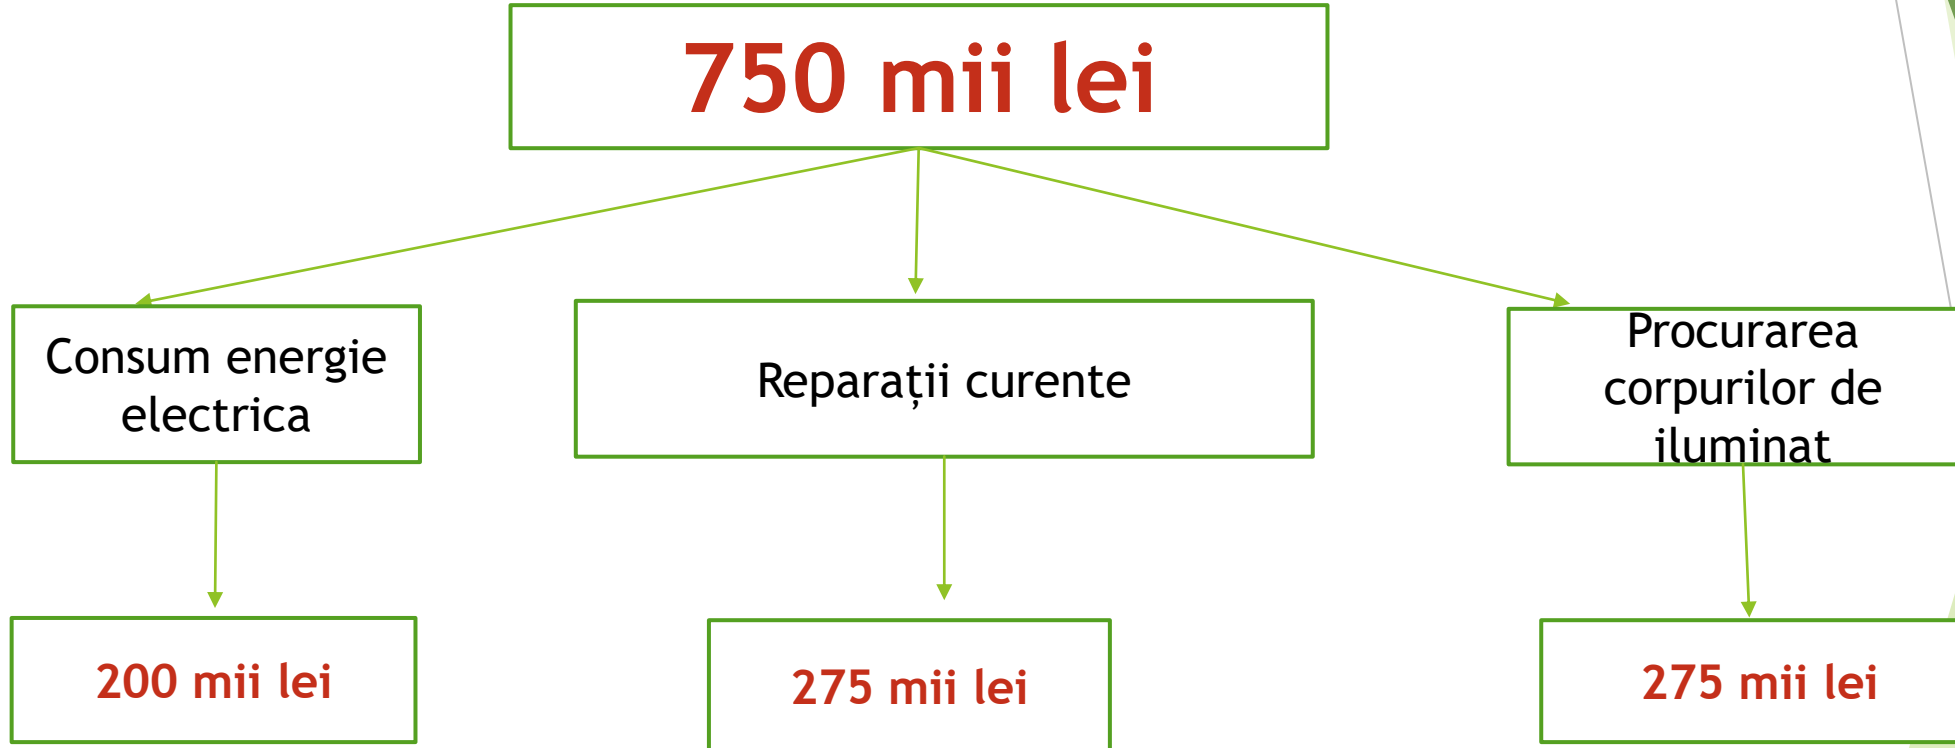 750 mii lei
Consum energie
electrica
Reparații curente
Procurarea
corpurilor de
iluminat
200 mii lei
275 mii lei
275 mii lei